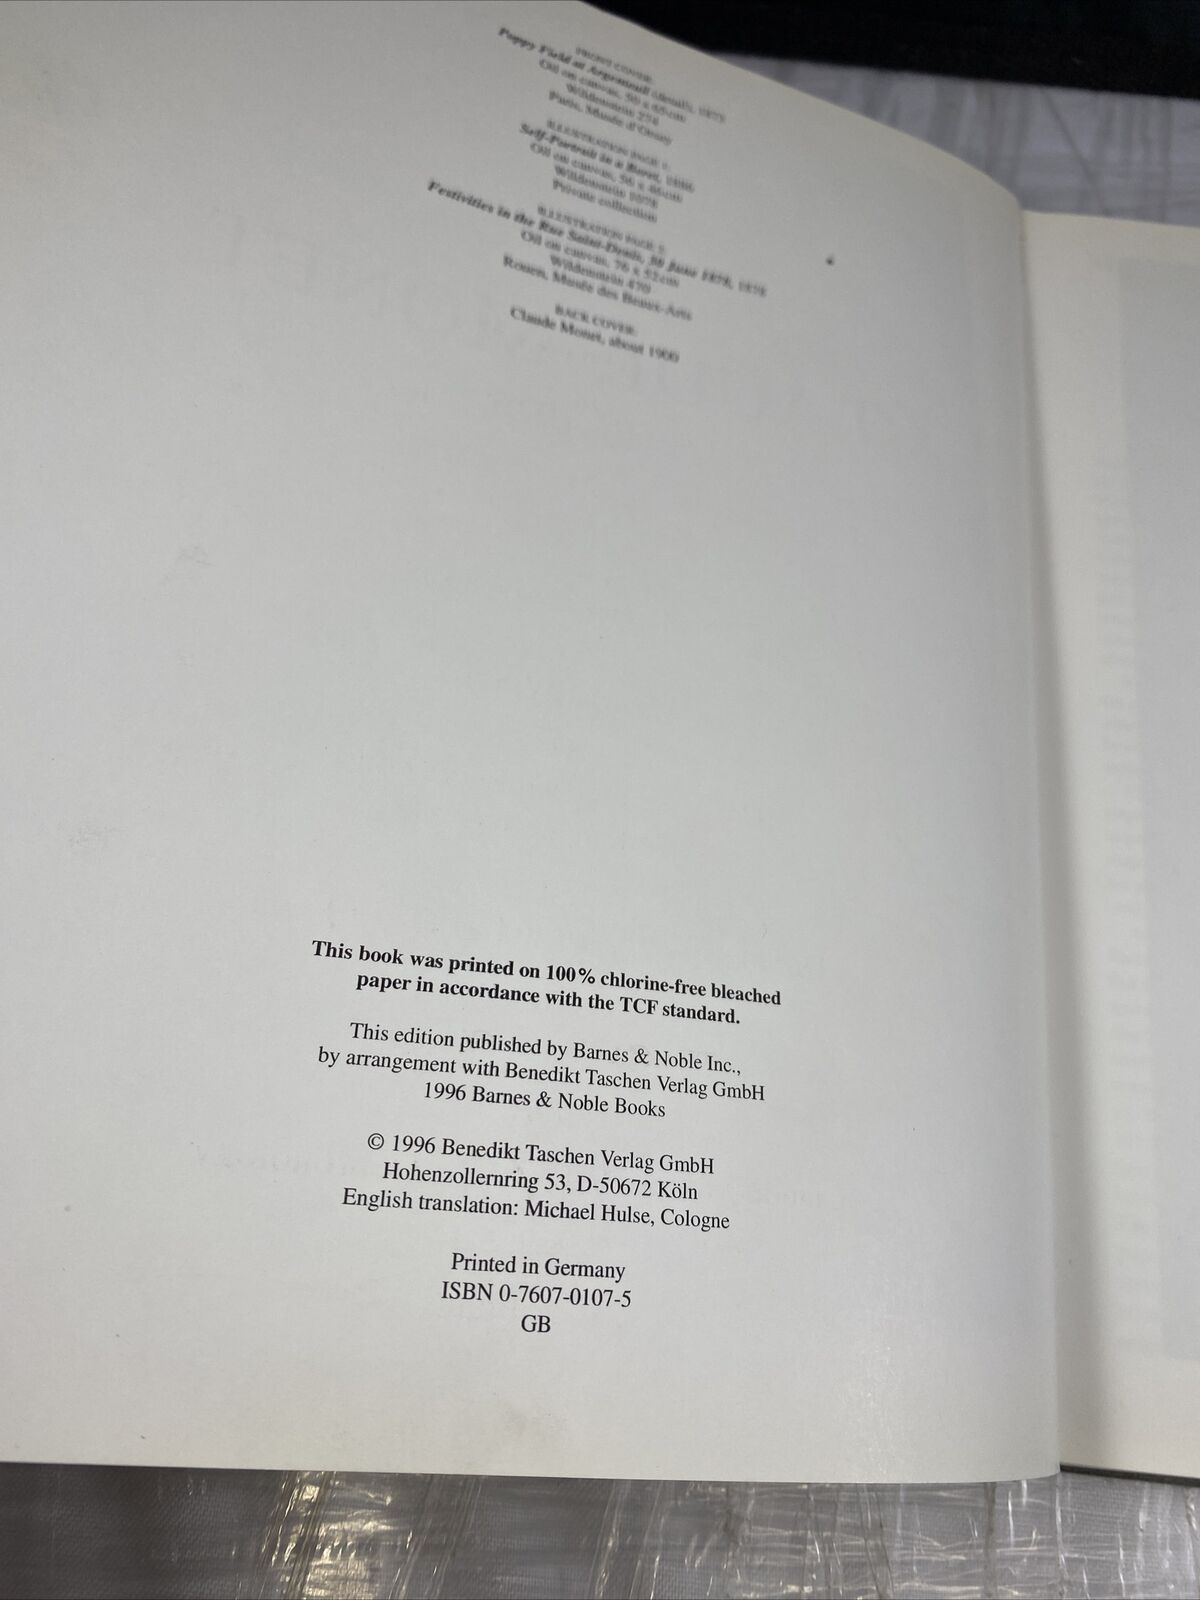 FRONT COVER:
Poppy Field at Argenteuil (detail), 1873
Oil on canvas, 50 x 65 cm
Wildenstein 274
Paris, Musée d'Orsay
ILLUSTRATION PAGE 1:
Self-Portrait in a Beret, 1886
Oil on canvas, 56 x 46 cm
Wildenstein 1078
Private collection
ILLUSTRATION PAGE 2:
Festivities in the Rue Saint-Denis, 30 June 1878, 1878
Oil on canvas, 76 x 52 cm
Wildenstein 470
Rouen, Musée des Beaux-Arts
BACK COVER:
Claude Monet, about 1900
This book was printed on 100% chlorine-free bleached
paper in accordance with the TCF standard.
This edition published by Barnes & Noble Inc.,
by arrangement with Benedikt Taschen Verlag GmbH
1996 Barnes & Noble Books
© 1996 Benedikt Taschen Verlag GmbH
Hohenzollernring 53, D-50672 Köln
English translation: Michael Hulse, Cologne
Printed in Germany
ISBN 0-7607-0107-5
GB